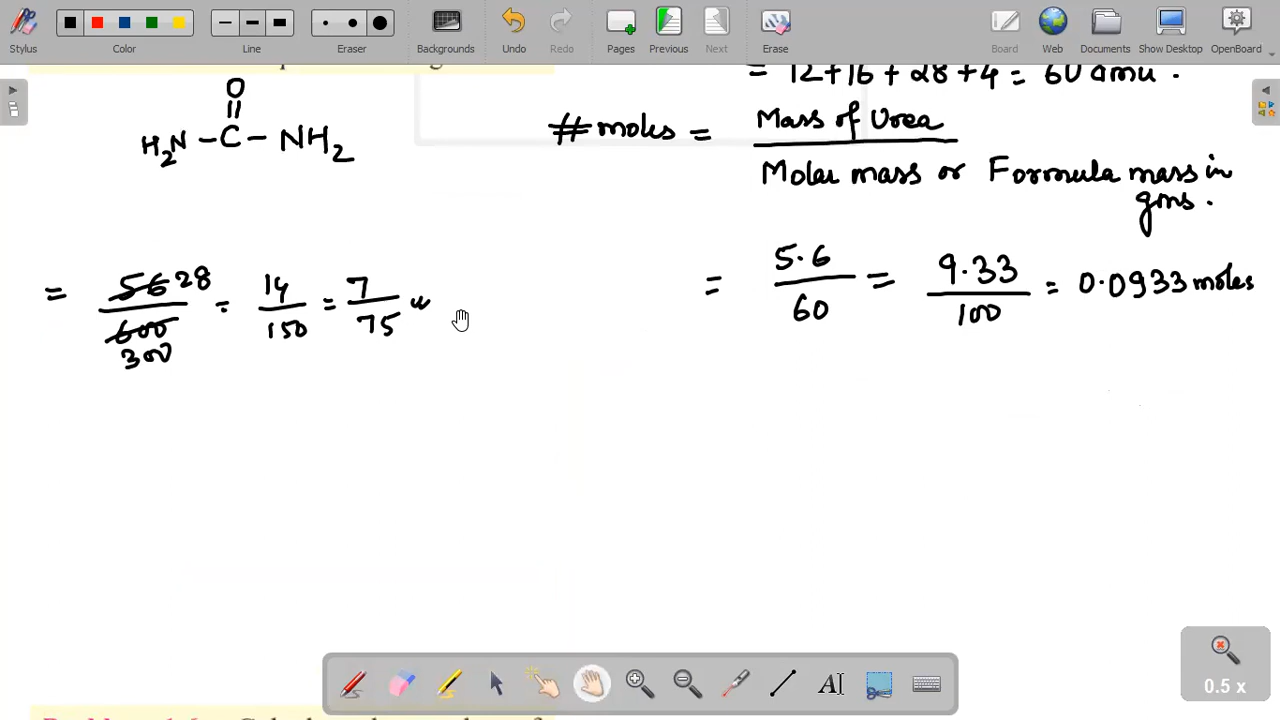 Stylus
Color
Line
Eraser
Backgrounds
Undo
Redo
Pages
Previous
Next
Erase
Board
Web
Documents
Show Desktop
OpenBoard
= 12+16+28+4 = 60 amu.
O
||
H₂N – C – NH₂
# moles = Mass of Urea
Molar mass or Formula mass in
gms.
= 56 28 = 14 = 7
600 150 75
300
= 5.6 = 9.33 = 0.0933 moles
60 100
0.5 x